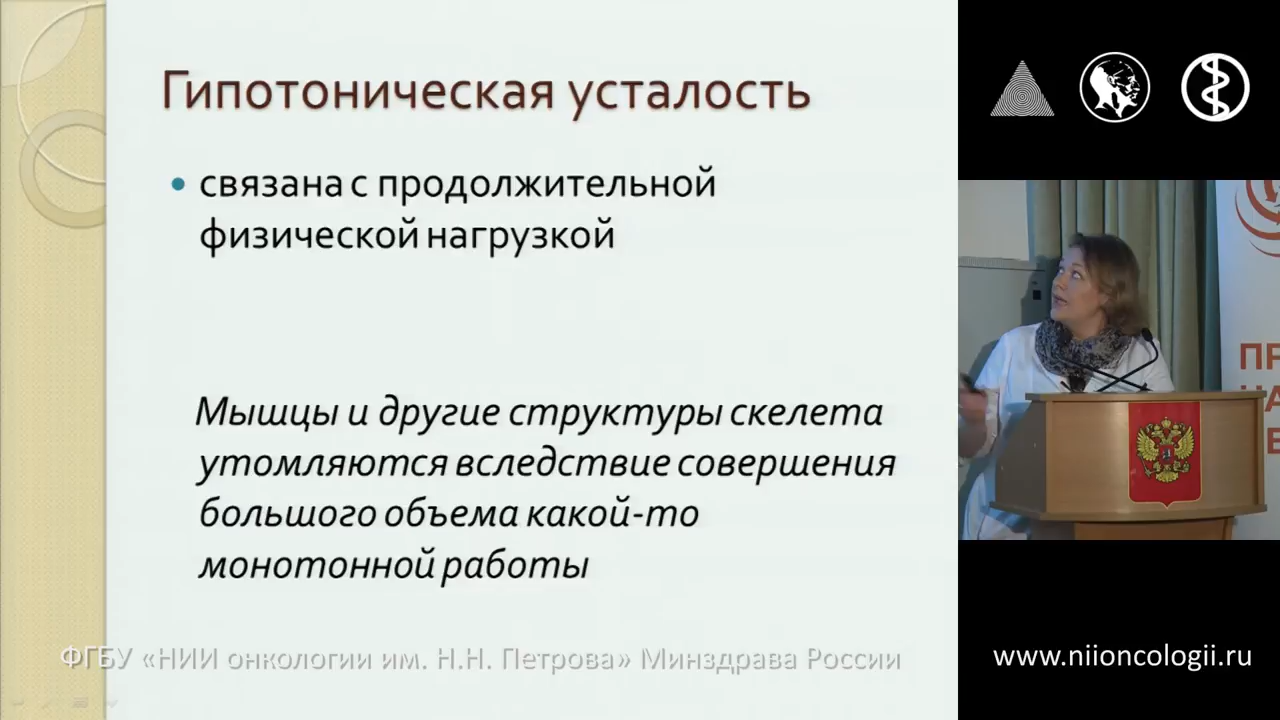 Гипотоническая усталость
• связана с продолжительной
физической нагрузкой
Мышцы и другие структуры скелета
утомляются вследствие совершения
большого объема какой-то
монотонной работы
ФГБУ «НИИ онкологии им. Н.Н. Петрова» Минздрава России
www.niioncologii.ru